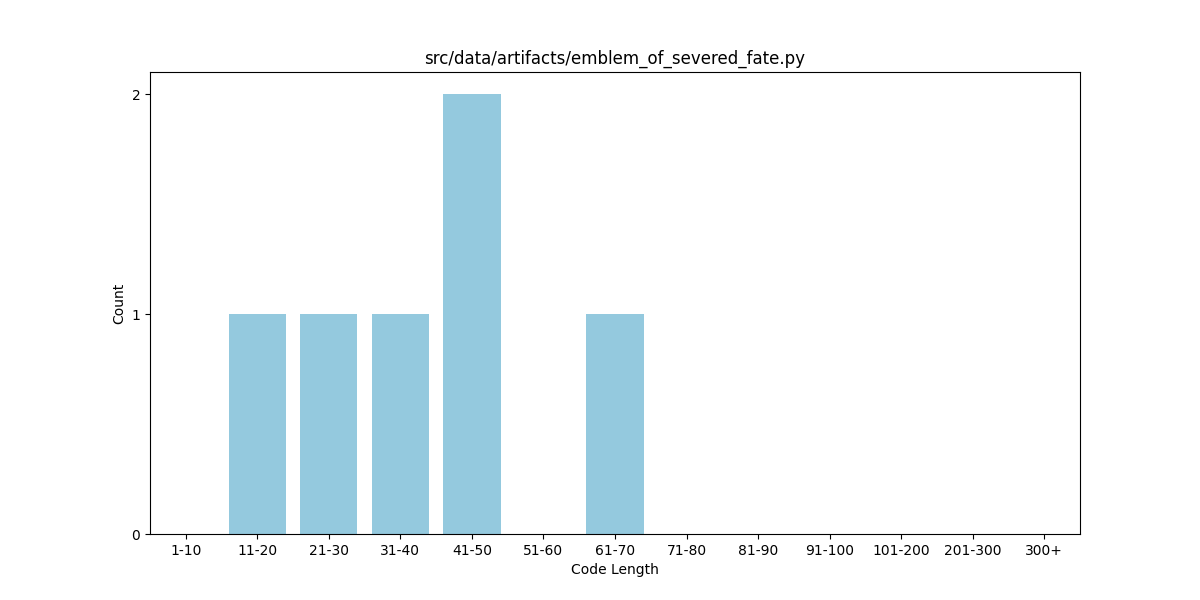 src/data/artifacts/emblem_of_severed_fate.py
2
1
0
Count
1-10 11-20 21-30 31-40 41-50 51-60 61-70 71-80 81-90 91-100 101-200 201-300 300+
Code Length